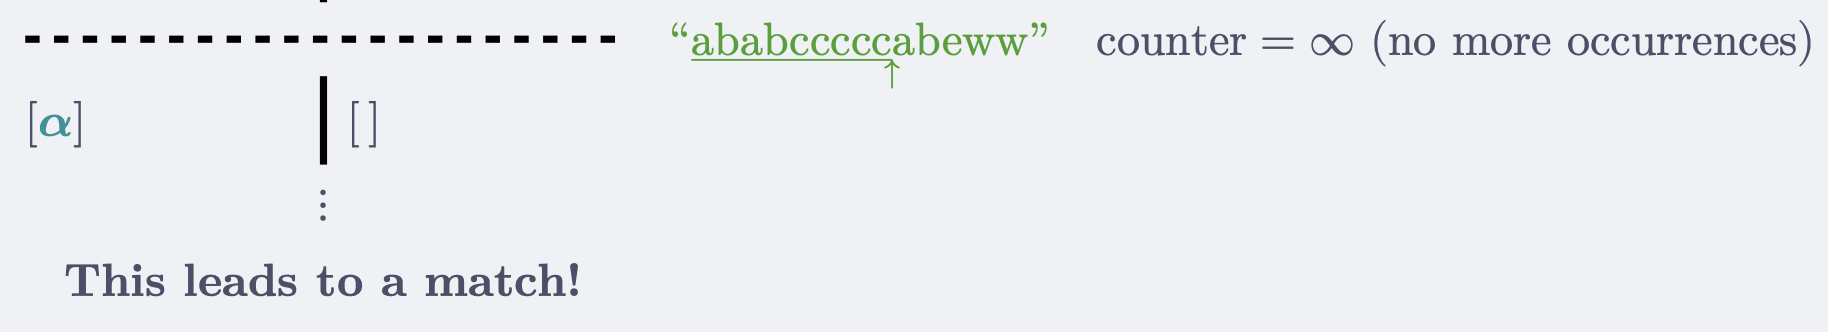 “ababcccccabeww” counter = ∞ (no more occurrences)
↑
[α] []
⋮
This leads to a match!